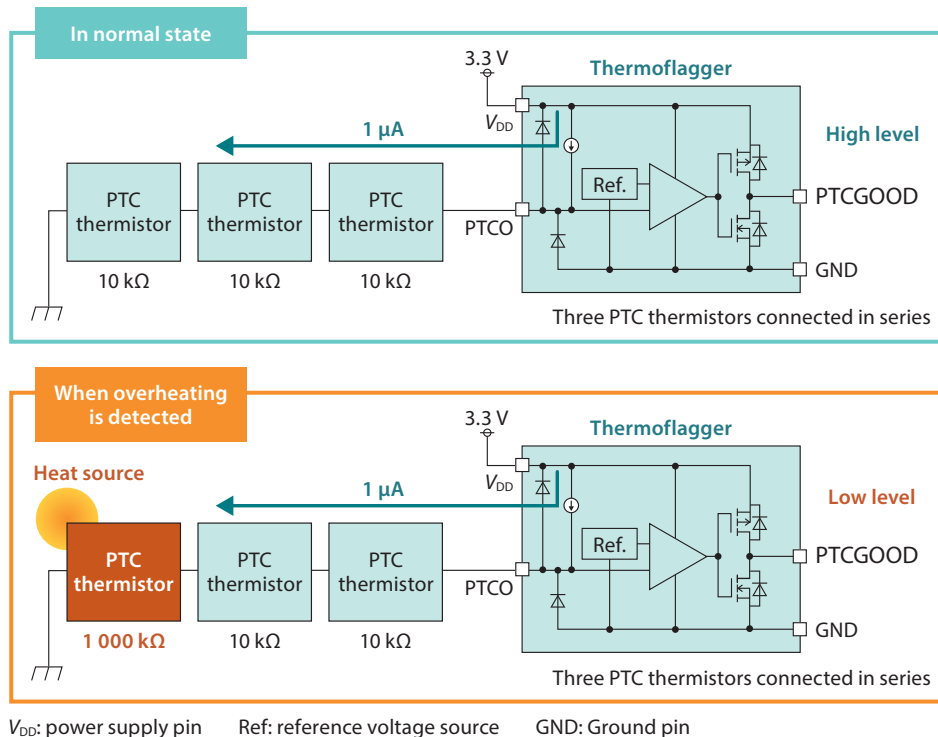 In normal state
3.3 V
Thermoflagger
VDD
1 µA
High level
PTC
thermistor
PTC
thermistor
PTC
thermistor
Ref.
PTCO
PTCGOOD
10 kΩ
10 kΩ
10 kΩ
GND
Three PTC thermistors connected in series
When overheating
is detected
3.3 V
Thermoflagger
Heat source
VDD
1 µA
Low level
PTC
thermistor
PTC
thermistor
PTC
thermistor
Ref.
PTCO
PTCGOOD
1 000 kΩ
10 kΩ
10 kΩ
GND
Three PTC thermistors connected in series
VDD: power supply pin Ref: reference voltage source GND: Ground pin